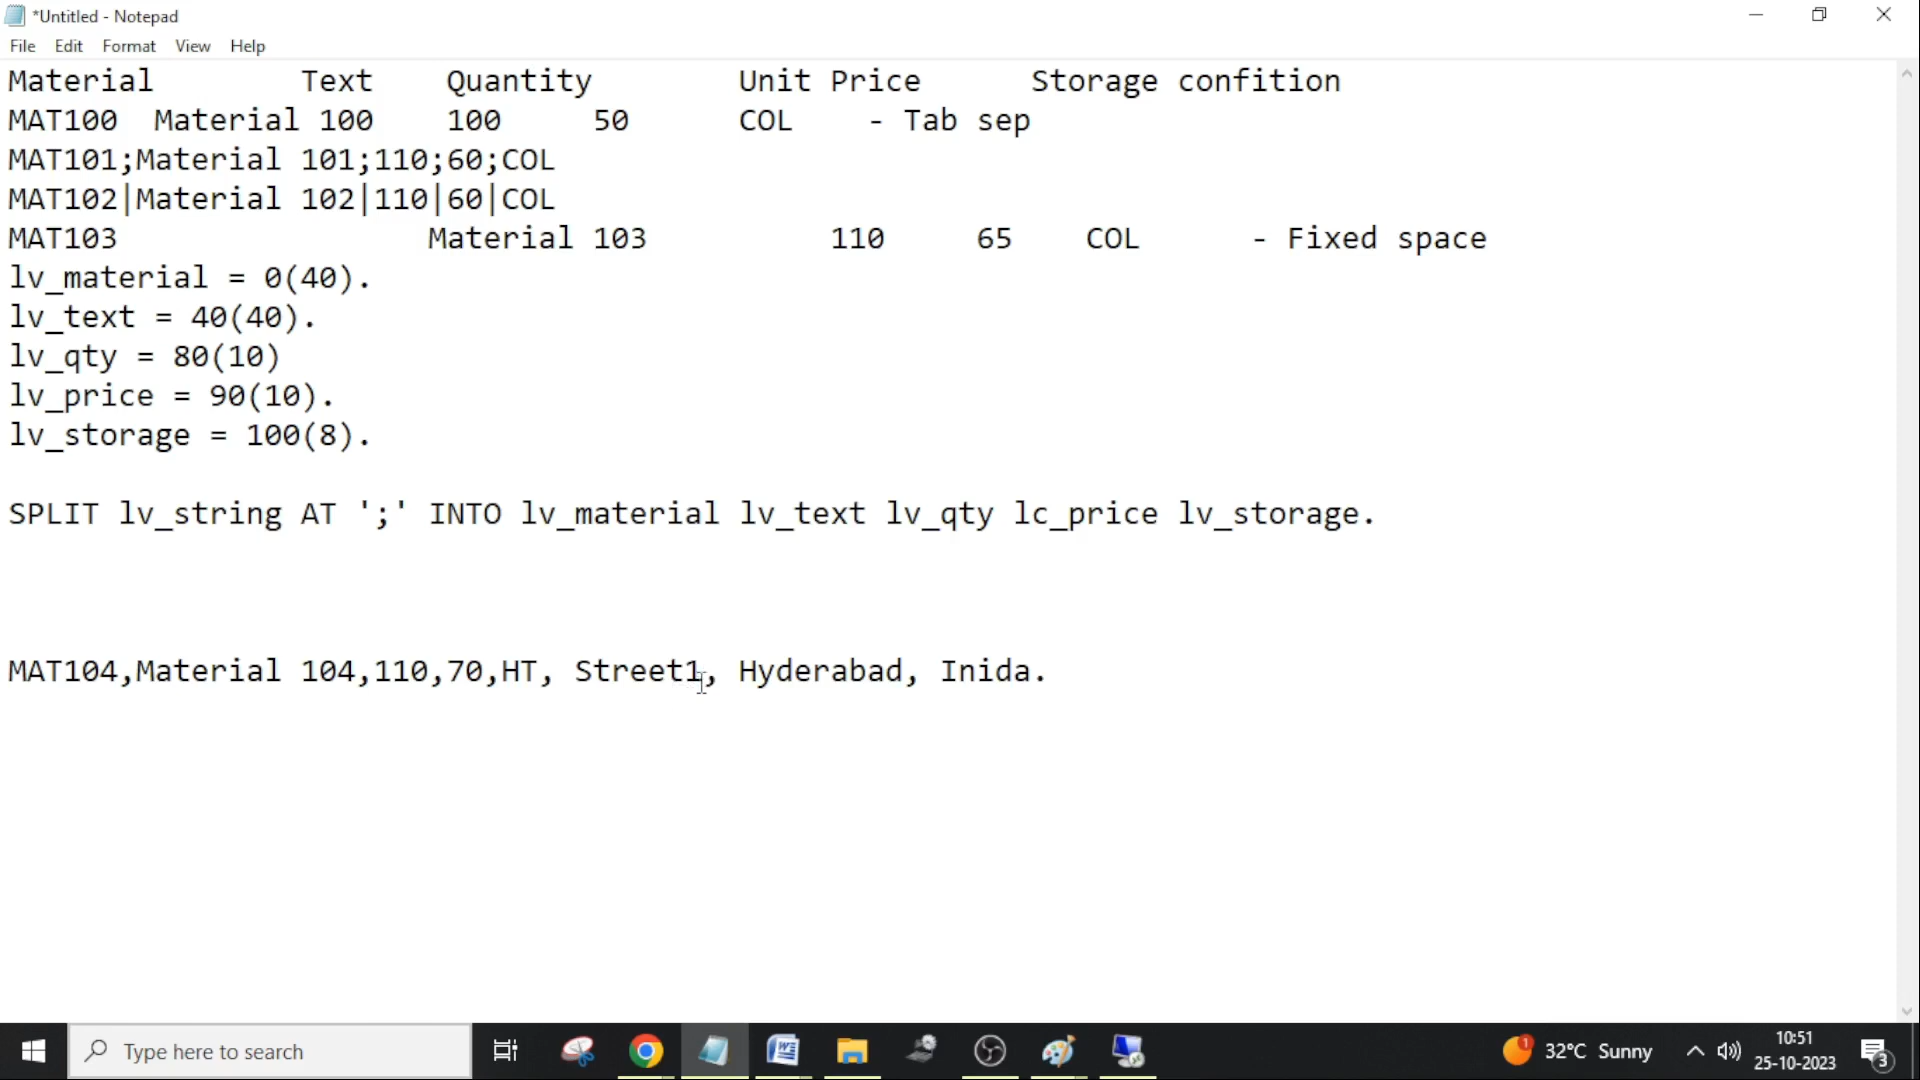 *Untitled - Notepad
File Edit Format View Help
Material Text Quantity Unit Price Storage confition
MAT100 Material 100 100 50 COL - Tab sep
MAT101;Material 101;110;60;COL
MAT102|Material 102|110|60|COL
MAT103 Material 103 110 65 COL - Fixed space
lv_material = 0(40).
lv_text = 40(40).
lv_qty = 80(10)
lv_price = 90(10).
lv_storage = 100(8).
SPLIT lv_string AT ';' INTO lv_material lv_text lv_qty lc_price lv_storage.
MAT104,Material 104,110,70,HT, Street1, Hyderabad, Inida.
Type here to search
1
32°C Sunny
10:51
25-10-2023
3